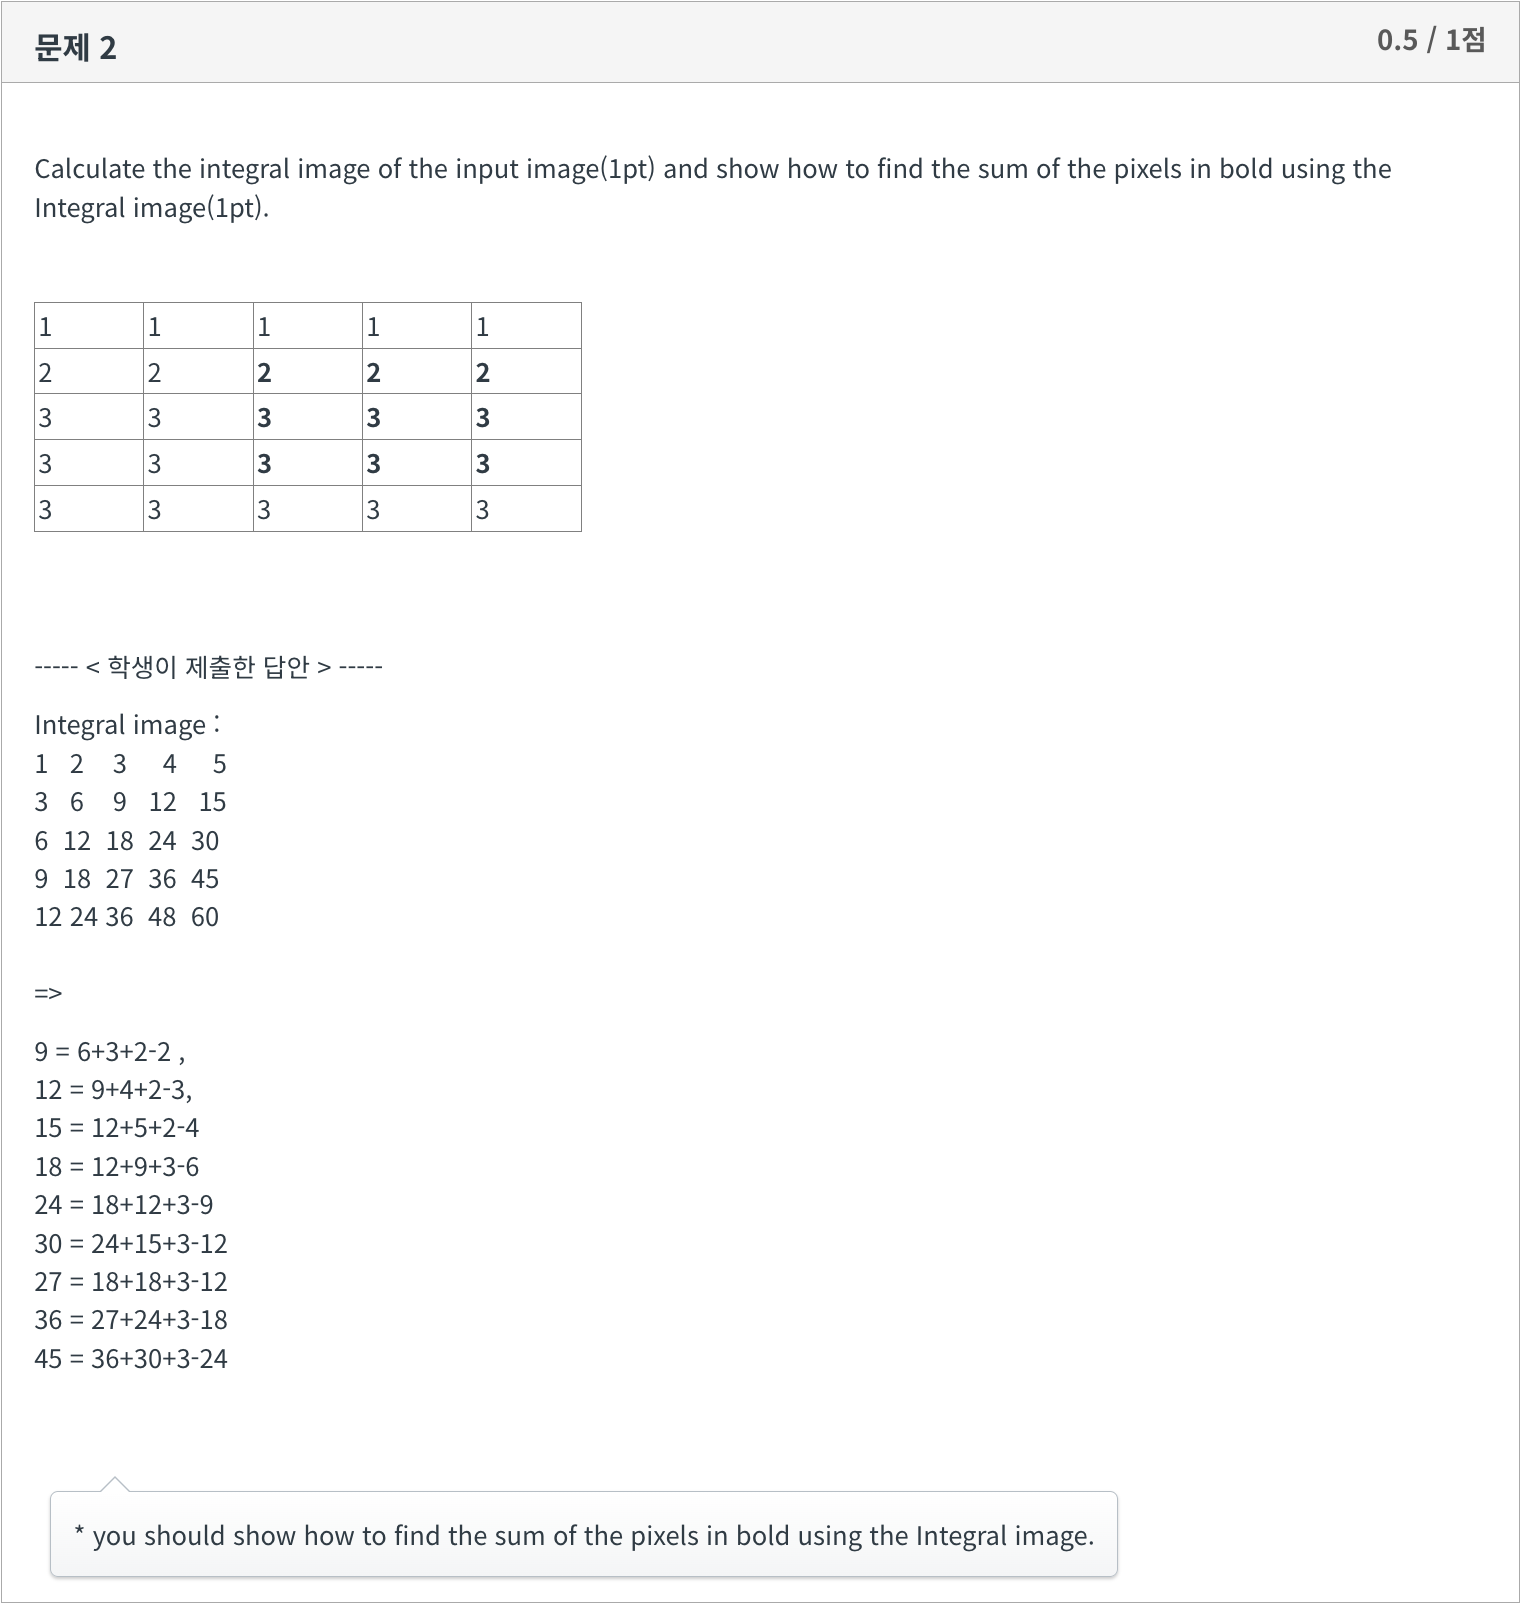 문제 2
0.5 / 1점
Calculate the integral image of the input image(1pt) and show how to find the sum of the pixels in bold using the
Integral image(1pt).
1 1 1 1 1
2 2 2 2 2
3 3 3 3 3
3 3 3 3 3
3 3 3 3 3
----- < 학생이 제출한 답안 > -----
Integral image :
1 2 3 4 5
3 6 9 12 15
6 12 18 24 30
9 18 27 36 45
12 24 36 48 60
=>
9 = 6+3+2-2 ,
12 = 9+4+2-3,
15 = 12+5+2-4
18 = 12+9+3-6
24 = 18+12+3-9
30 = 24+15+3-12
27 = 18+18+3-12
36 = 27+24+3-18
45 = 36+30+3-24
* you should show how to find the sum of the pixels in bold using the Integral image.